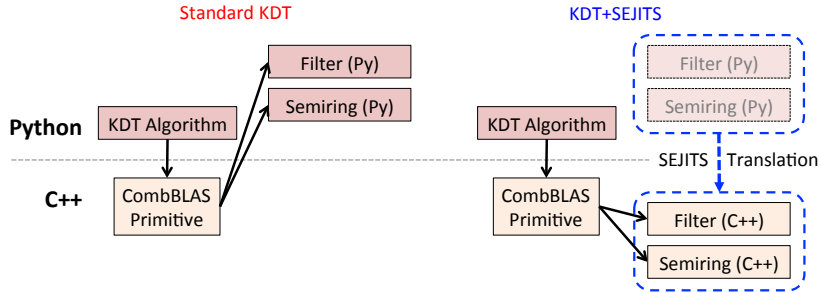 Standard KDT
KDT+SEJITS
Filter (Py)
Semiring (Py)
Filter (Py)
Semiring (Py)
Python
KDT Algorithm
KDT Algorithm
SEJITS Translation
C++
CombBLAS
Primitive
CombBLAS
Primitive
Filter (C++)
Semiring (C++)